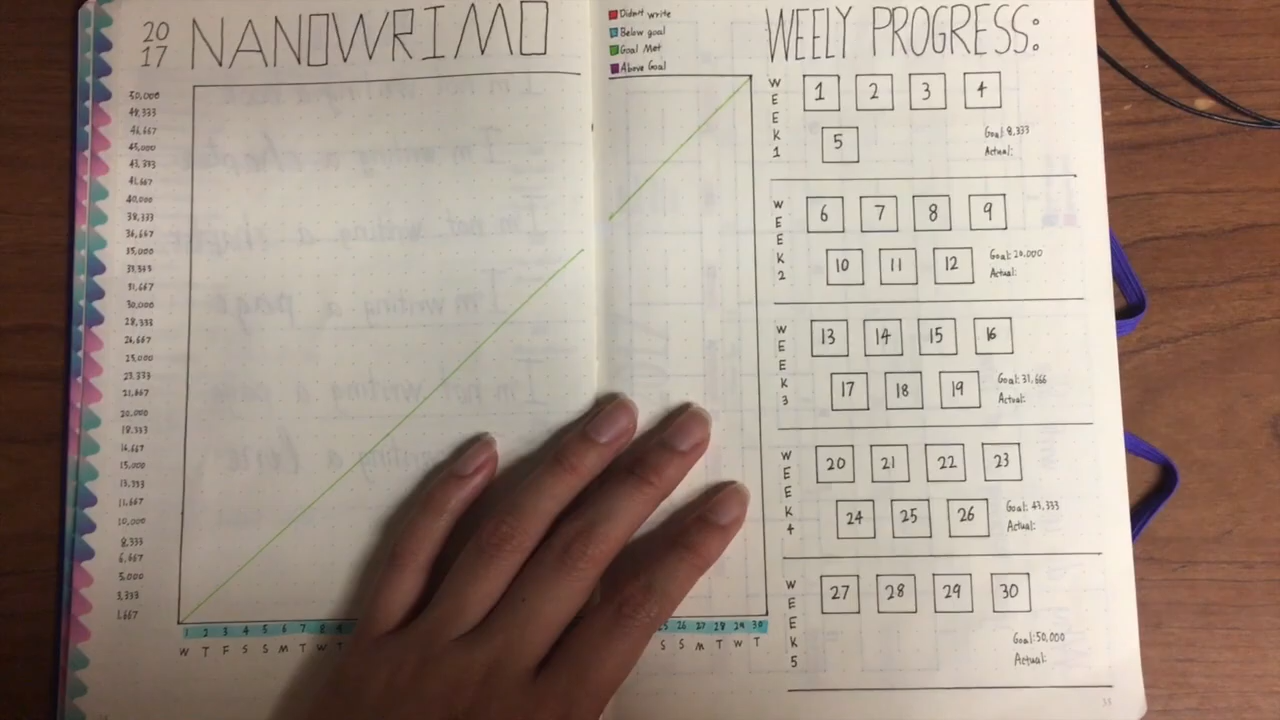 20
17
NANOWRIMO
Didn't write
Below goal
Goal Met
Above Goal
50,000
48,333
46,667
45,000
43,333
41,667
40,000
38,333
36,667
35,000
33,333
31,667
30,000
28,333
26,667
25,000
23,333
21,667
20,000
18,333
16,667
15,000
13,333
11,667
10,000
8,333
6,667
5,000
3,333
1,667
1 2 3 4 5 6 7 8 9
W T F S S M T W T
25 26 27 28 29 30
S S M T W T
WEELY PROGRESS:
WEEK 1
1 2 3 4
5
Goal: 8,333
Actual:
WEEK 2
6 7 8 9
10 11 12
Goal: 20,000
Actual:
WEEK 3
13 14 15 16
17 18 19
Goal: 31,666
Actual:
WEEK 4
20 21 22 23
24 25 26
Goal: 43,333
Actual:
WEEK 5
27 28 29 30
Goal: 50,000
Actual: